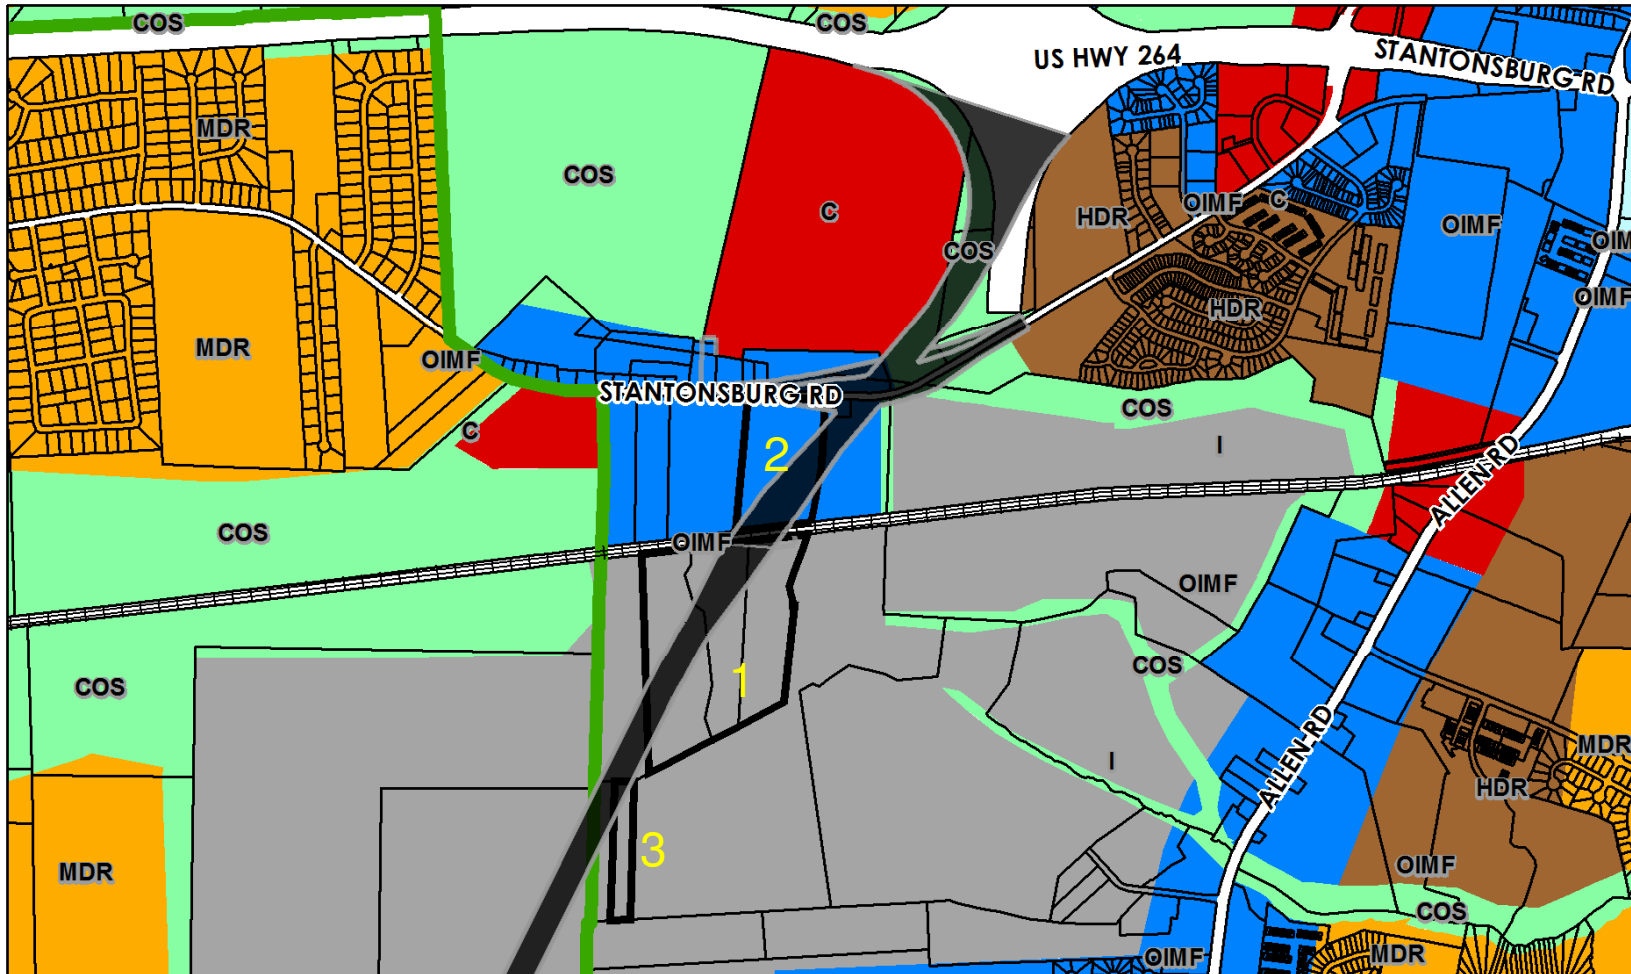 COS
COS
US HWY 264
STANTONSBURG RD
MDR
COS
C
HDR
OIMF
C
OIMF
OIM
COS
OIMF
HDR
MDR
OIMF
STANTONSBURG RD
COS
C
2
I
ALLEN RD
COS
OIMF
OIMF
COS
COS
1
ALLEN RD
MDR
I
HDR
3
MDR
OIMF
COS
OIMF
MDR